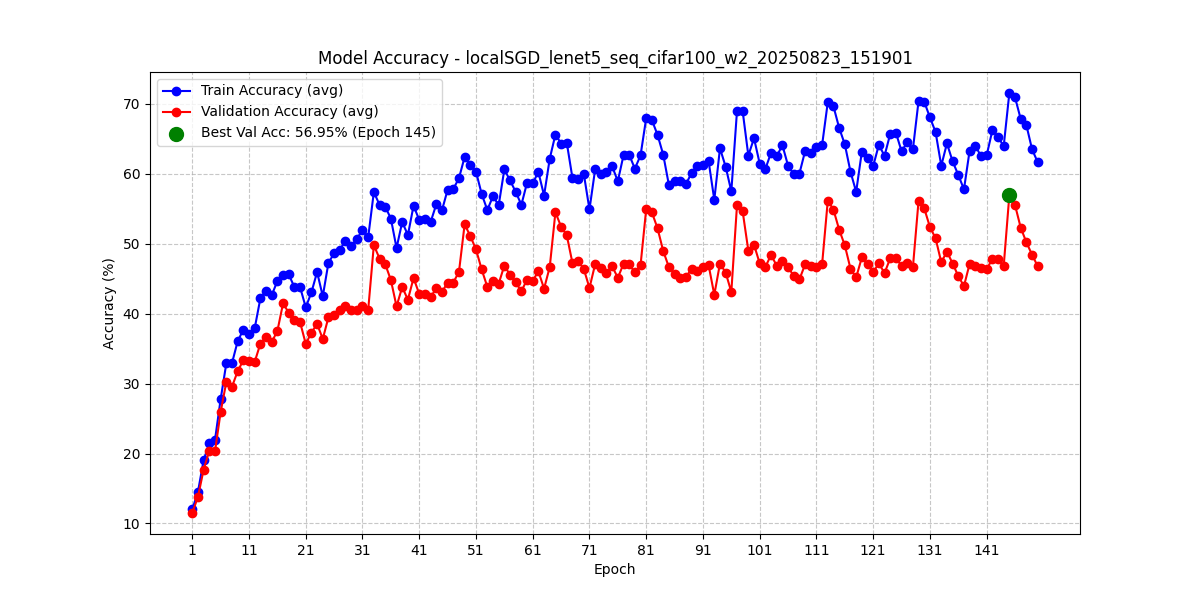 Model Accuracy - localSGD_lenet5_seq_cifar100_w2_20250823_151901
Train Accuracy (avg)
Validation Accuracy (avg)
Best Val Acc: 56.95% (Epoch 145)
Accuracy (%)
70
60
50
40
30
20
10
1 11 21 31 41 51 61 71 81 91 101 111 121 131 141
Epoch